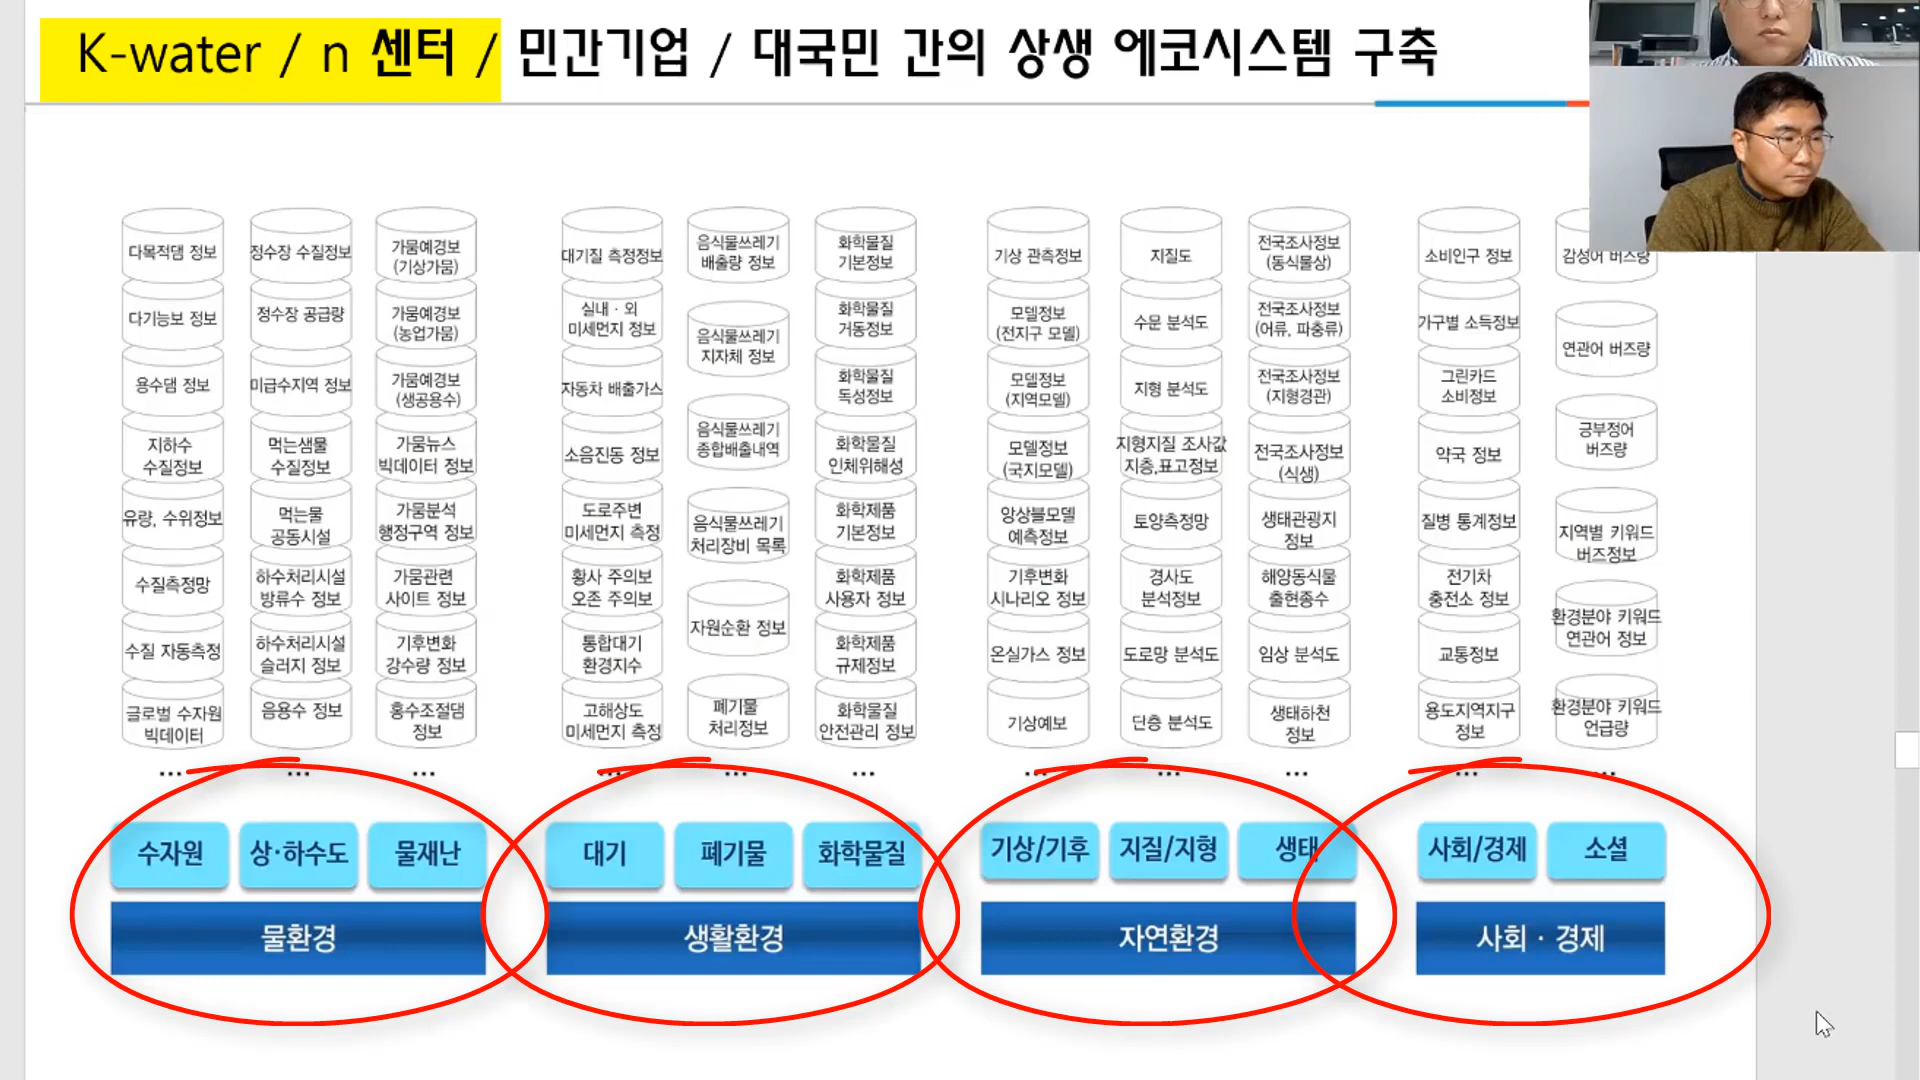 K-water / n 센터 / 민간기업 / 대국민 간의 상생 에코시스템 구축
다목적댐 정보
다기능보 정보
용수댐 정보
지하수
수질정보
유량, 수위정보
수질측정망
수질 자동측정
글로벌 수자원
빅데이터
...
정수장 수질정보
정수장 공급량
미급수지역 정보
먹는샘물
수질정보
먹는물
공동시설
하수처리시설
방류수 정보
하수처리시설
슬러지 정보
음용수 정보
...
가뭄예경보
(기상가뭄)
가뭄예경보
(농업가뭄)
가뭄예경보
(생공용수)
가뭄뉴스
빅데이터 정보
가뭄분석
행정구역 정보
가뭄관련
사이트 정보
기후변화
강수량 정보
홍수조절댐
정보
...
수자원
상·하수도
물재난
물환경
대기질 측정정보
실내 · 외
미세먼지 정보
자동차 배출가스
소음진동 정보
도로주변
미세먼지 측정
황사 주의보
오존 주의보
통합대기
환경지수
고해상도
미세먼지 측정
...
음식물쓰레기
배출량 정보
음식물쓰레기
지자체 정보
음식물쓰레기
종합배출내역
음식물쓰레기
처리장비 목록
자원순환 정보
폐기물
처리정보
...
화학물질
기본정보
화학물질
거동정보
화학물질
독성정보
화학물질
인체위해성
화학제품
기본정보
화학제품
사용자 정보
화학제품
규제정보
화학물질
안전관리 정보
...
대기
폐기물
화학물질
생활환경
기상 관측정보
모델정보
(전지구 모델)
모델정보
(지역모델)
모델정보
(국지모델)
앙상블모델
예측정보
기후변화
시나리오 정보
온실가스 정보
기상예보
...
지질도
수문 분석도
지형 분석도
지형지질 조사값
지층,표고정보
토양측정망
경사도
분석정보
도로망 분석도
단층 분석도
...
전국조사정보
(동식물상)
전국조사정보
(어류, 파충류)
전국조사정보
(지형경관)
전국조사정보
(식생)
생태관광지
정보
해양동식물
출현종수
임상 분석도
생태하천
정보
...
기상/기후
지질/지형
생태
자연환경
소비인구 정보
가구별 소득정보
그린카드
소비정보
약국 정보
질병 통계정보
전기차
충전소 정보
교통정보
용도지역지구
정보
...
감성어 버즈량
연관어 버즈량
긍부정어
버즈량
지역별 키워드
버즈정보
환경분야 키워드
연관어 정보
환경분야 키워드
언급량
...
사회/경제
소셜
사회 · 경제